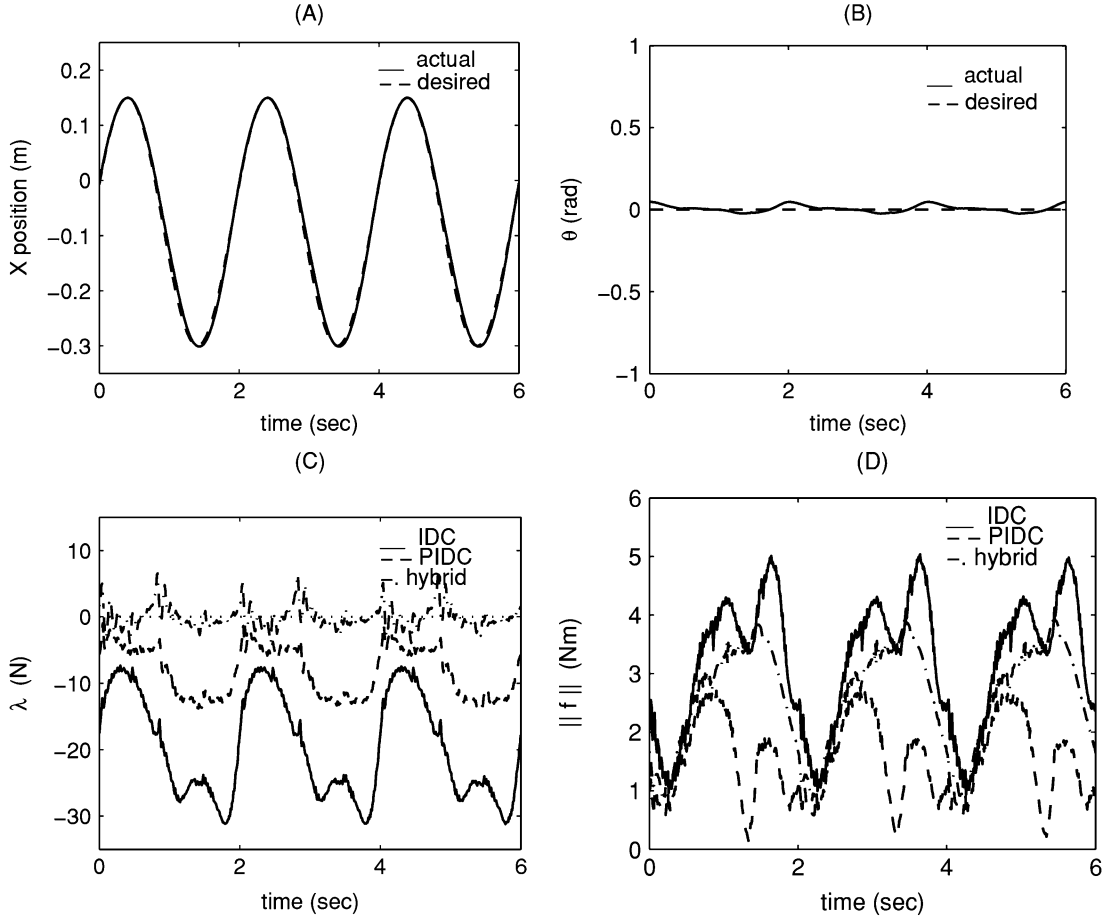 (A)
actual
desired
0.2
0.1
0
−0.1
−0.2
−0.3
X position (m)
0 2 4 6
time (sec)
(B)
actual
desired
1
0.5
0
−0.5
−1
θ (rad)
0 2 4 6
time (sec)
(C)
IDC
PIDC
hybrid
10
0
−10
−20
−30
λ (N)
0 2 4 6
time (sec)
(D)
IDC
PIDC
hybrid
6
5
4
3
2
1
0
|| f || (Nm)
0 2 4 6
time (sec)